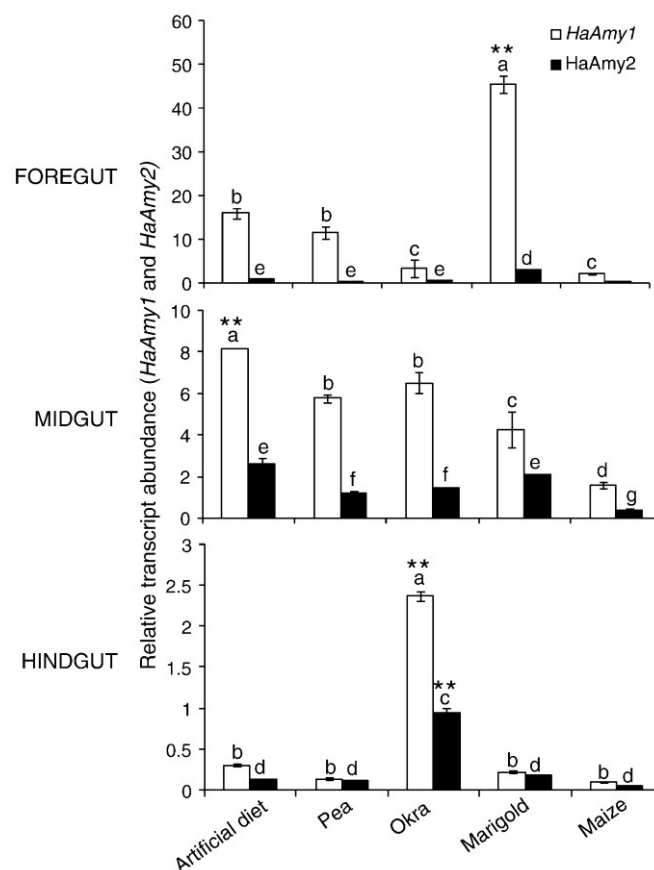 Relative transcript abundance (HaAmy1 and HaAmy2)
HaAmy1
HaAmy2
FOREGUT
60
50
40
30
20
10
0
b
e
b
e
c
e
**
a
d
c
MIDGUT
10
8
6
4
2
0
**
a
e
b
f
b
f
c
e
d
g
HINDGUT
3
2.5
2
1.5
1
0.5
0
b
d
b
d
**
a
**
c
b
d
b
d
Artificial diet
Pea
Okra
Marigold
Maize